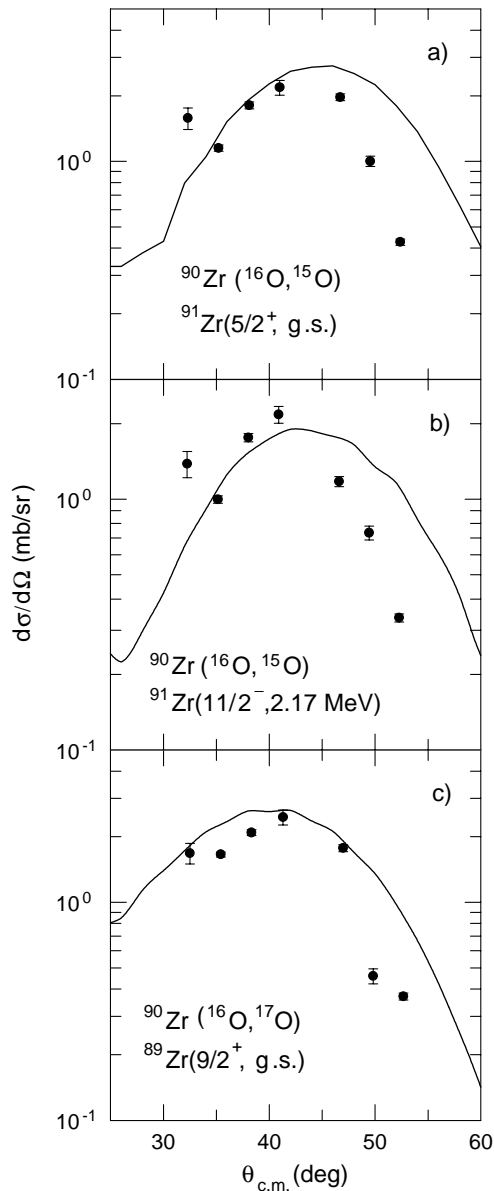 a)
10⁰
⁹⁰Zr (¹⁶O,¹⁵O)
⁹¹Zr(5/2⁺, g.s.)
10⁻¹
b)
10⁰
⁹⁰Zr (¹⁶O,¹⁵O)
⁹¹Zr(11/2⁻,2.17 MeV)
10⁻¹
c)
10⁰
⁹⁰Zr (¹⁶O,¹⁷O)
⁸⁹Zr(9/2⁺, g.s.)
10⁻¹
dσ/dΩ (mb/sr)
30 40 50 60
θc.m. (deg)